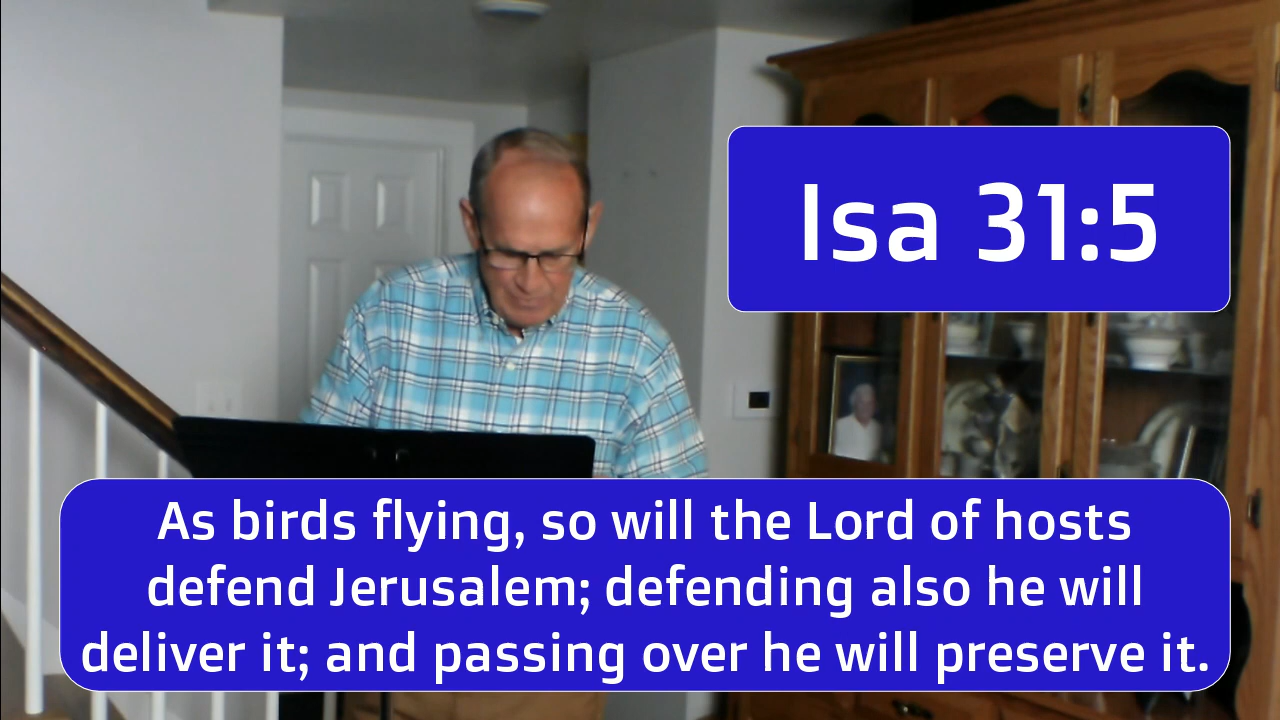 Isa 31:5
As birds flying, so will the Lord of hosts
defend Jerusalem; defending also he will
deliver it; and passing over he will preserve it.